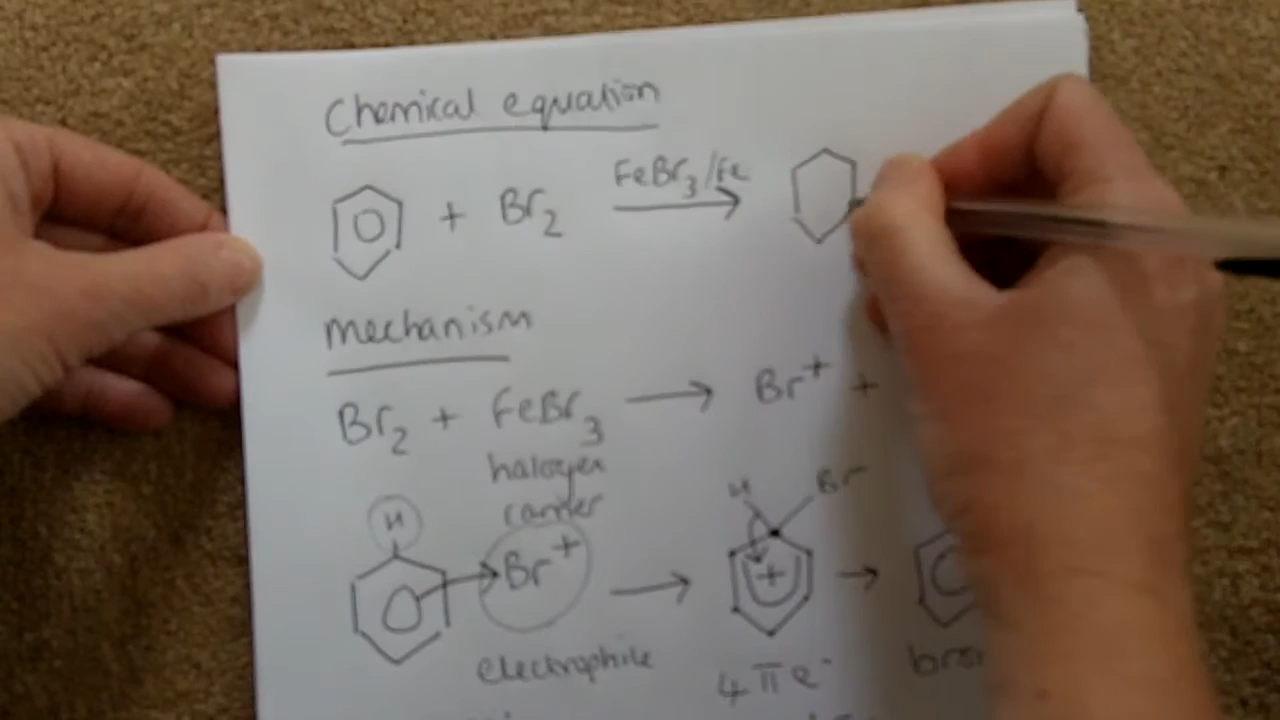 Chemical equation
+ Br2 FeBr3/Fe →
mechanism
Br2 + FeBr3 → Br+ +
halogen
carrier
H
H Br
Br+ → + →
electrophile
4 π e-